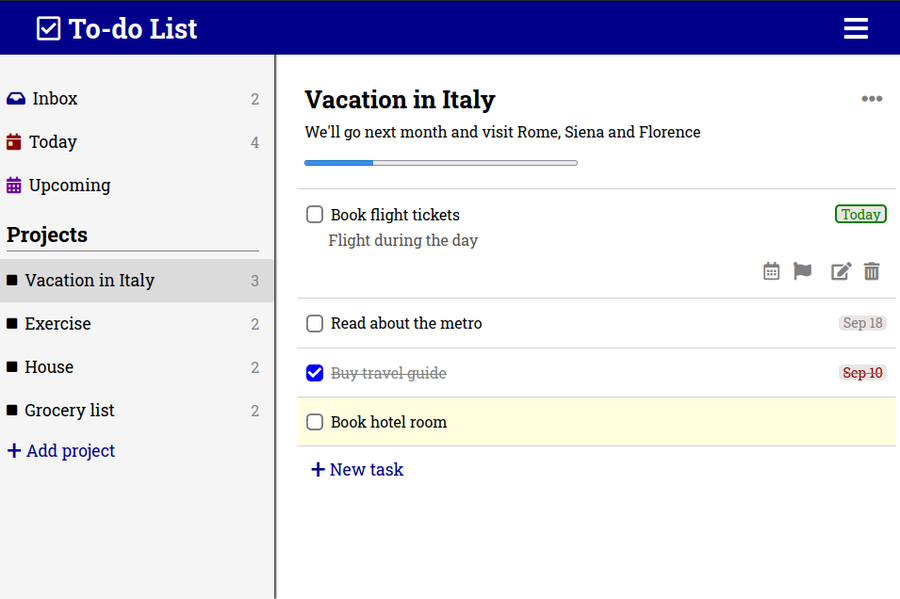 To-do List
Inbox 2
Today 4
Upcoming
Projects
Vacation in Italy 3
Exercise 2
House 2
Grocery list 2
+ Add project
Vacation in Italy
We'll go next month and visit Rome, Siena and Florence
Book flight tickets Today
Flight during the day
Read about the metro Sep 18
Buy travel guide Sep 10
Book hotel room
+ New task